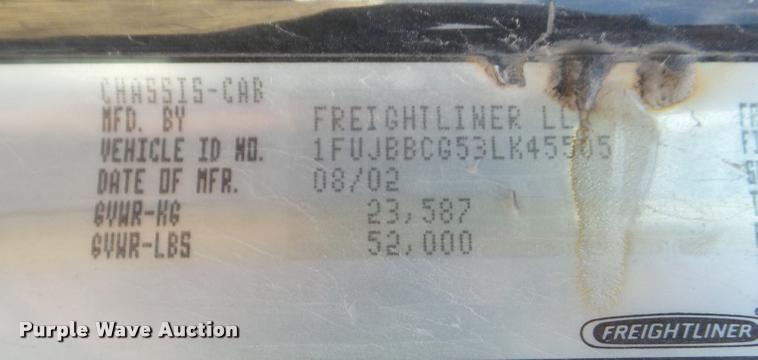 CHASSIS-CAB
MFD. BY FREIGHTLINER LLC
VEHICLE ID NO. 1FUJBBCG53LK45505
DATE OF MFR. 08/02
GVWR-KG 23,587
GVWR-LBS 52,000
Purple Wave Auction
FREIGHTLINER